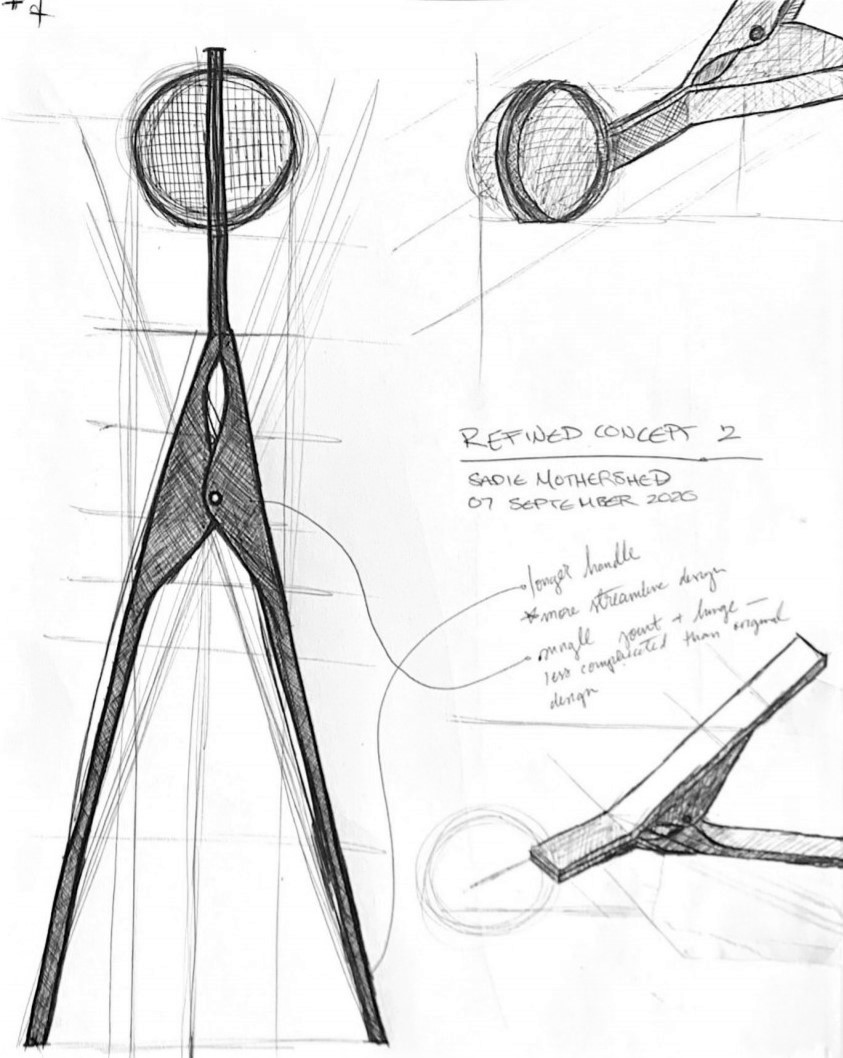 REFINED CONCEPT 2
SADIE MOTHERSHED
07 SEPTEMBER 2020
longer handle
* more streamline design
single joint + hinge —
less complicated than original
design